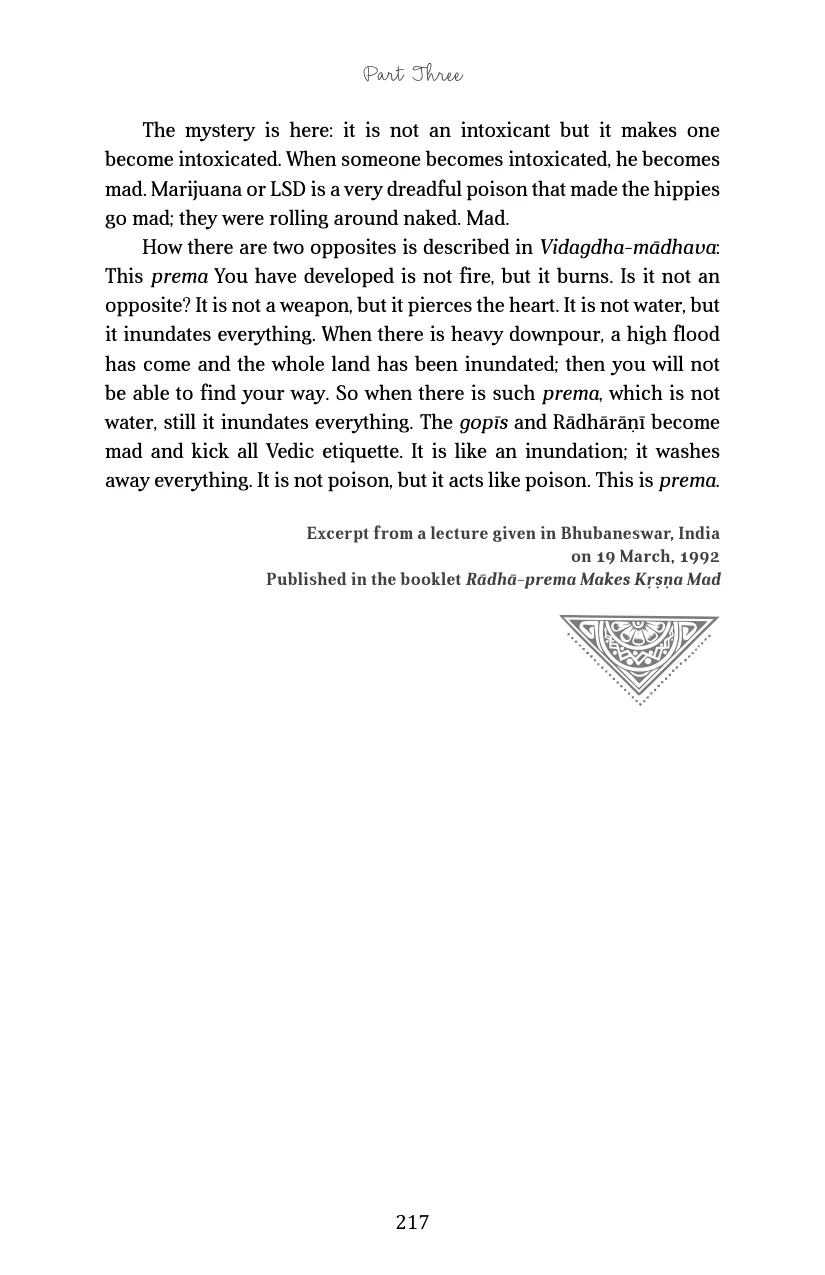 Part Three
The mystery is here: it is not an intoxicant but it makes one
become intoxicated. When someone becomes intoxicated, he becomes
mad. Marijuana or LSD is a very dreadful poison that made the hippies
go mad; they were rolling around naked. Mad.
How there are two opposites is described in Vidagdha-mādhava:
This prema You have developed is not fire, but it burns. Is it not an
opposite? It is not a weapon, but it pierces the heart. It is not water, but
it inundates everything. When there is heavy downpour, a high flood
has come and the whole land has been inundated; then you will not
be able to find your way. So when there is such prema, which is not
water, still it inundates everything. The gopīs and Rādhārāṇī become
mad and kick all Vedic etiquette. It is like an inundation; it washes
away everything. It is not poison, but it acts like poison. This is prema.
Excerpt from a lecture given in Bhubaneswar, India
on 19 March, 1992
Published in the booklet Rādhā-prema Makes Kṛṣṇa Mad
217